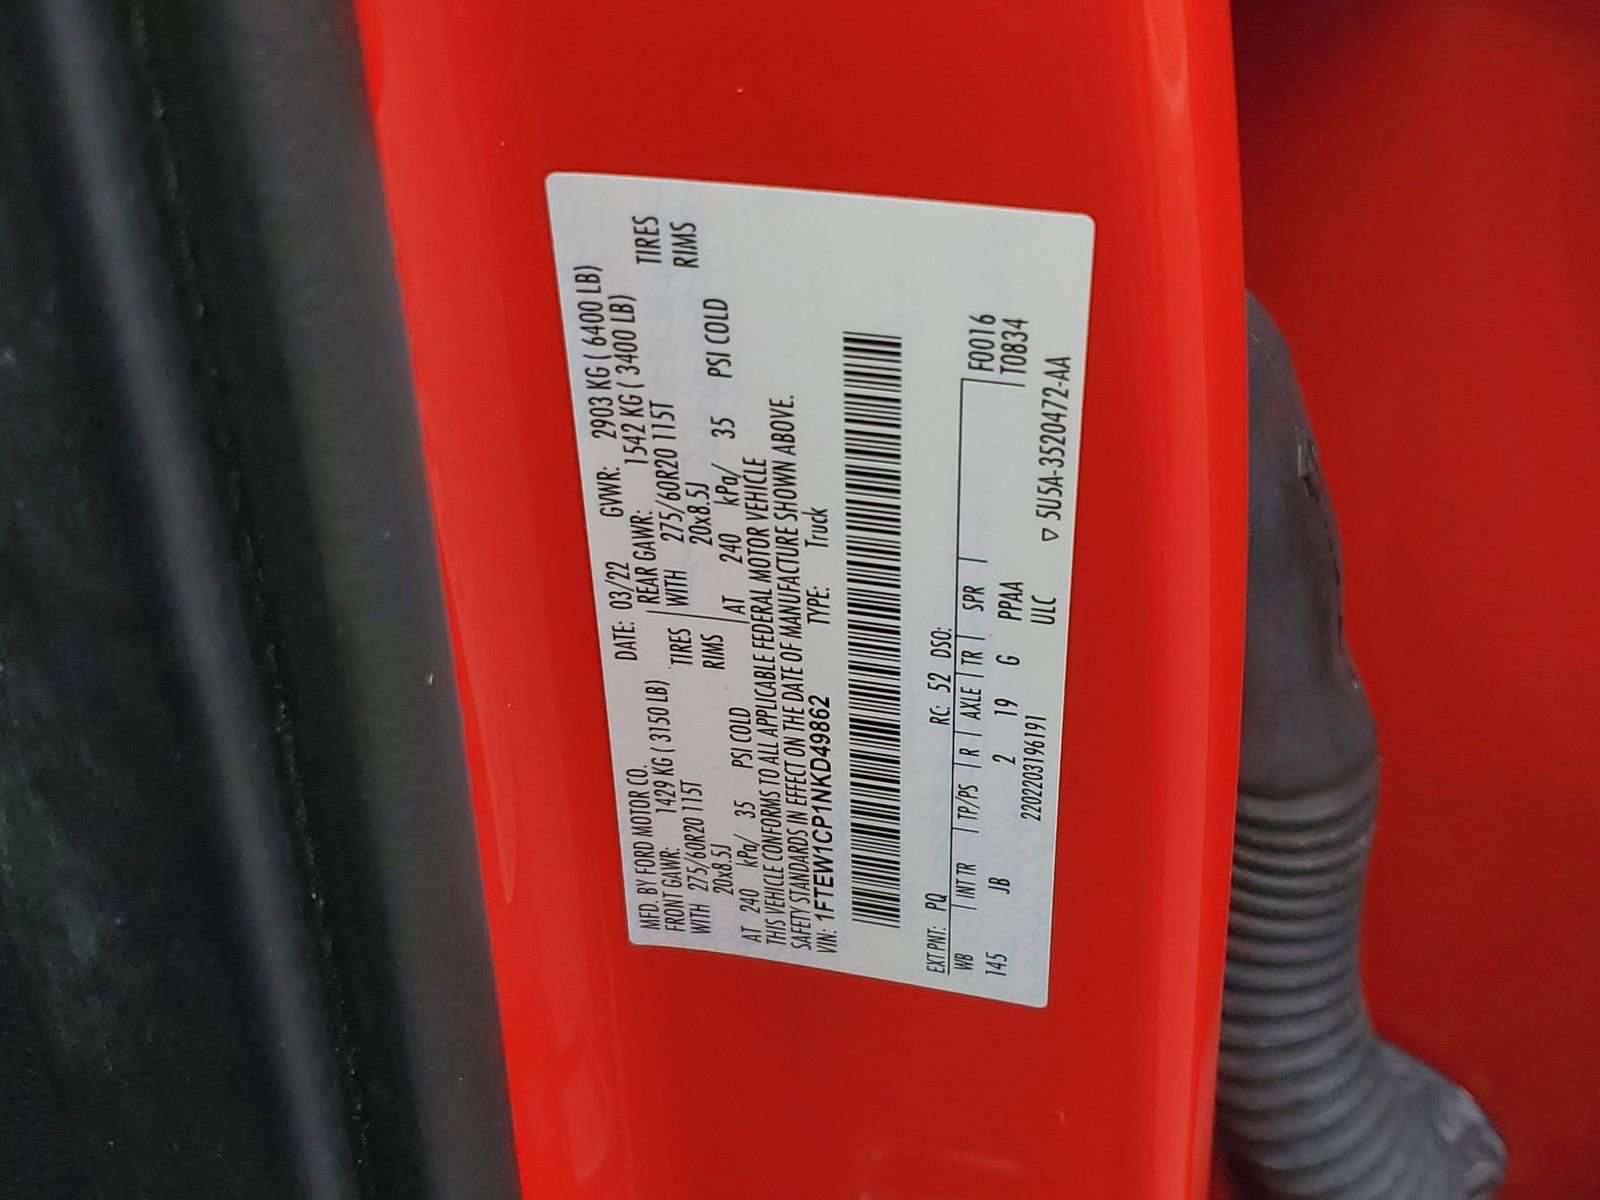 MFD. BY FORD MOTOR CO.
DATE: 03/22 GVWR: 2903 KG ( 6400 LB)
FRONT GAWR: 1429 KG ( 3150 LB)
REAR GAWR: 1542 KG ( 3400 LB)
WITH 275/60R20 115T TIRES
WITH 275/60R20 115T TIRES
20x8.5J RIMS
20x8.5J RIMS
AT 240 kPa/ 35 PSI COLD
AT 240 kPa/ 35 PSI COLD
THIS VEHICLE CONFORMS TO ALL APPLICABLE FEDERAL MOTOR VEHICLE
SAFETY STANDARDS IN EFFECT ON THE DATE OF MANUFACTURE SHOWN ABOVE.
VIN: 1FTEW1CP1NKD49862 TYPE: Truck
EXT PNT: PQ RC: 52 DSO:
WB | INT TR | TP/PS | R | AXLE | TR | SPR | F0016
145 JB 2 19 G PPAA T0834
220220319619​1 ULC
▽ 5U5A-3520472-AA